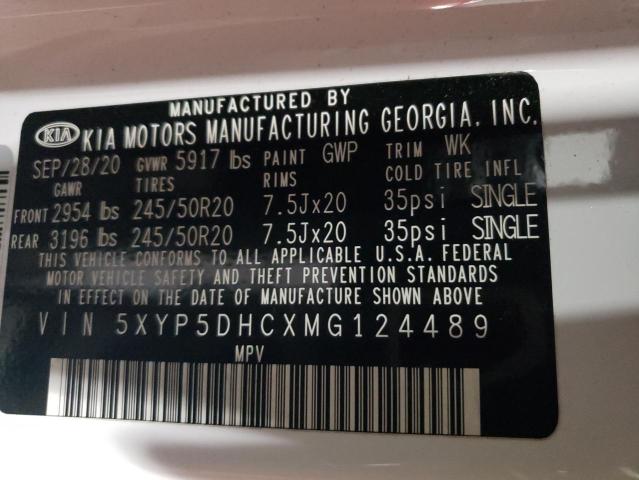 MANUFACTURED BY
KIA KIA MOTORS MANUFACTURING GEORGIA, INC.
SEP/28/20 GVWR 5917 lbs PAINT GWP TRIM WK
GAWR TIRES RIMS COLD TIRE INFL
FRONT 2954 lbs 245/50R20 7.5Jx20 35psi SINGLE
REAR 3196 lbs 245/50R20 7.5Jx20 35psi SINGLE
THIS VEHICLE CONFORMS TO ALL APPLICABLE U.S.A. FEDERAL
MOTOR VEHICLE SAFETY AND THEFT PREVENTION STANDARDS
IN EFFECT ON THE DATE OF MANUFACTURE SHOWN ABOVE
VIN 5XYP5DHCXMG124489
MPV